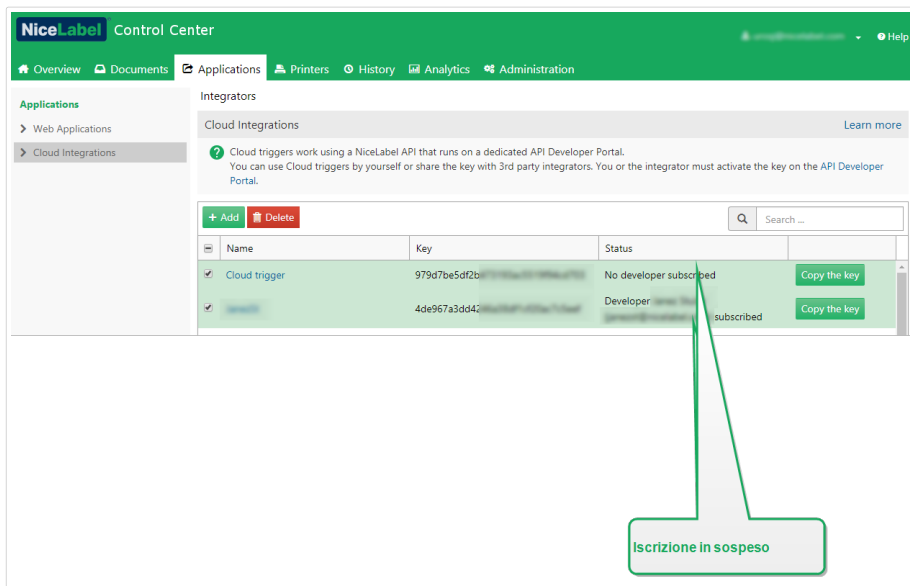 NiceLabel Control Center
Help
Overview Documents Applications Printers History Analytics Administration
Applications
Web Applications
Cloud Integrations
Integrators
Cloud Integrations Learn more
Cloud triggers work using a NiceLabel API that runs on a dedicated API Developer Portal.
You can use Cloud triggers by yourself or share the key with 3rd party integrators. You or the integrator must activate the key on the API Developer
Portal.
+ Add Delete Search ...
Name Key Status
Cloud trigger 979d7be5df2b No developer subscribed Copy the key
4de967a3dd42 Developer subscribed Copy the key
Iscrizione in sospeso